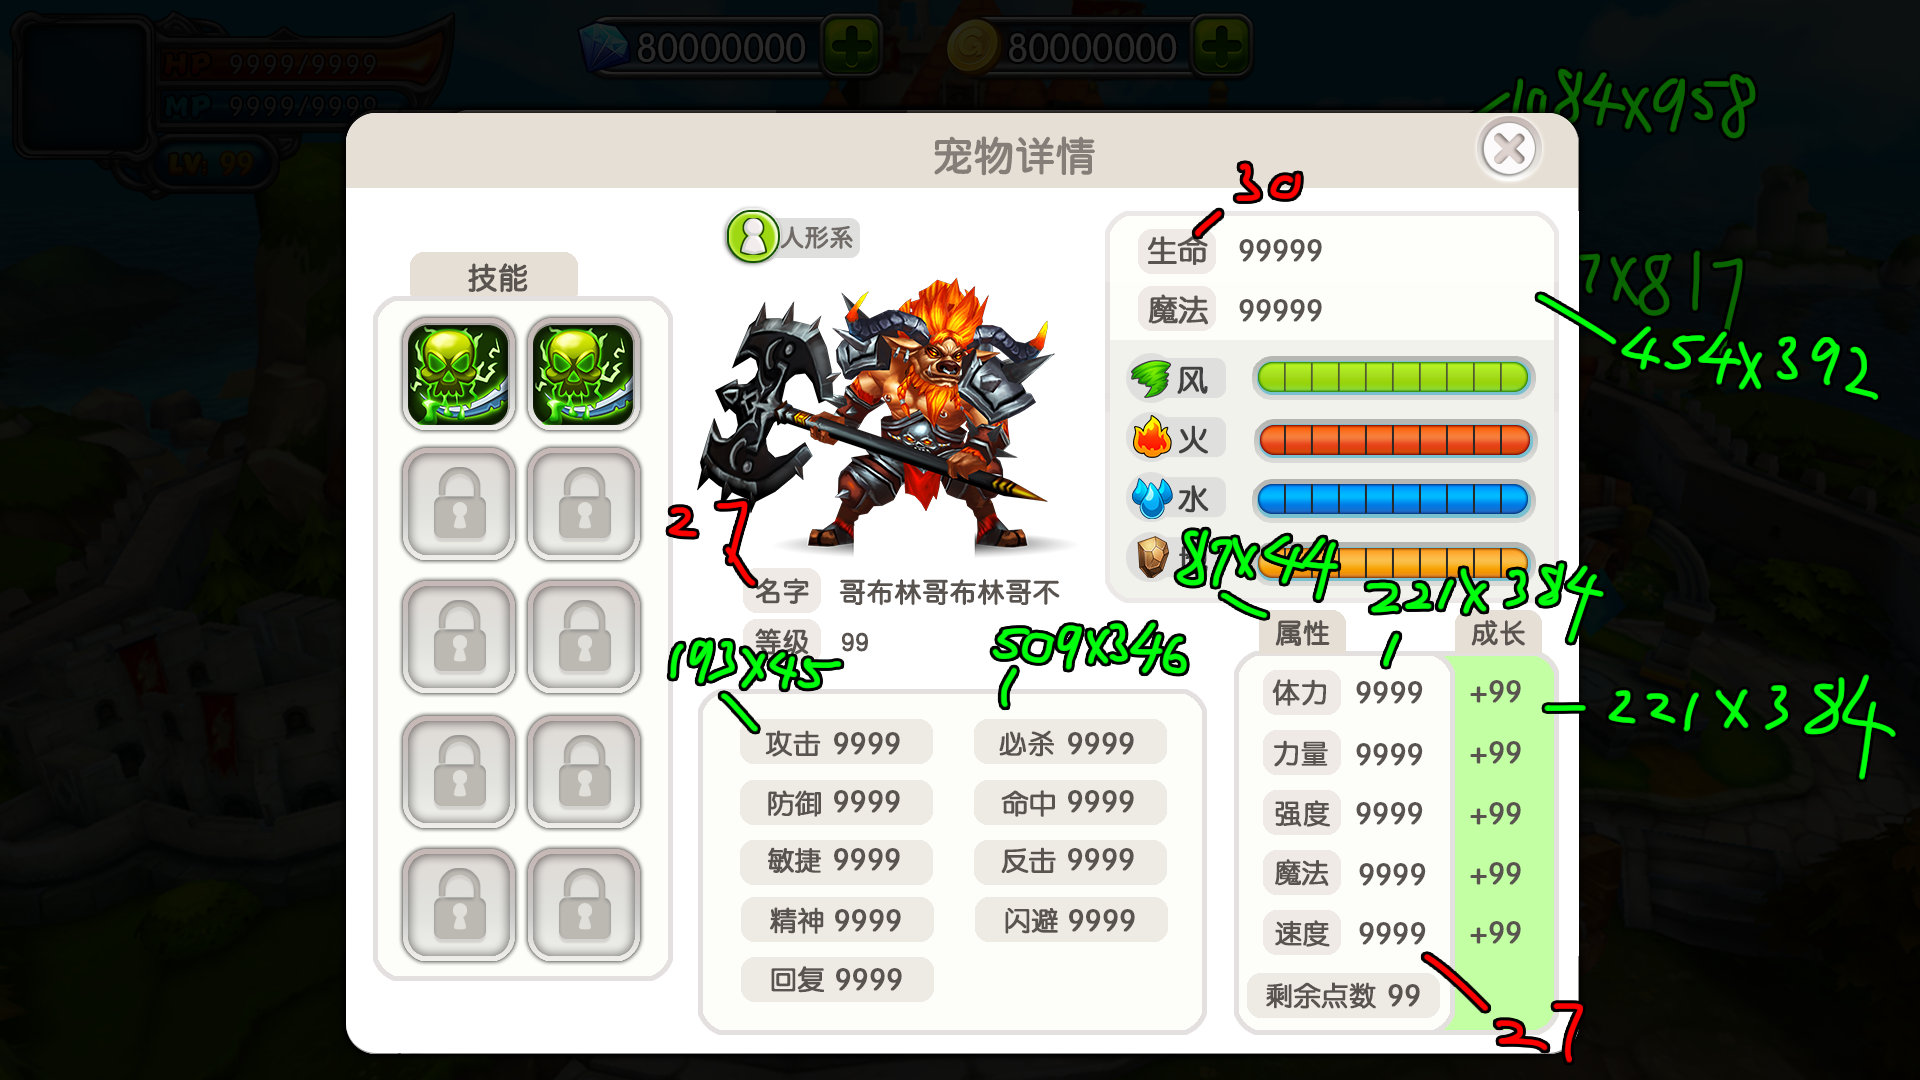 HP 9999/9999
80000000
80000000
MP 9999/9999
1084X958
LV: 99
宠物详情
30
人形系
生命 99999
7X817
技能
魔法 99999
454X392
风
火
水
27
87X44
221X384
名字 哥布林哥布林哥不
等级 99
属性
成长
193X45
509X346
体力 9999 +99
221X384
攻击 9999
必杀 9999
力量 9999 +99
防御 9999
命中 9999
强度 9999 +99
敏捷 9999
反击 9999
魔法 9999 +99
精神 9999
闪避 9999
速度 9999 +99
回复 9999
剩余点数 99
27